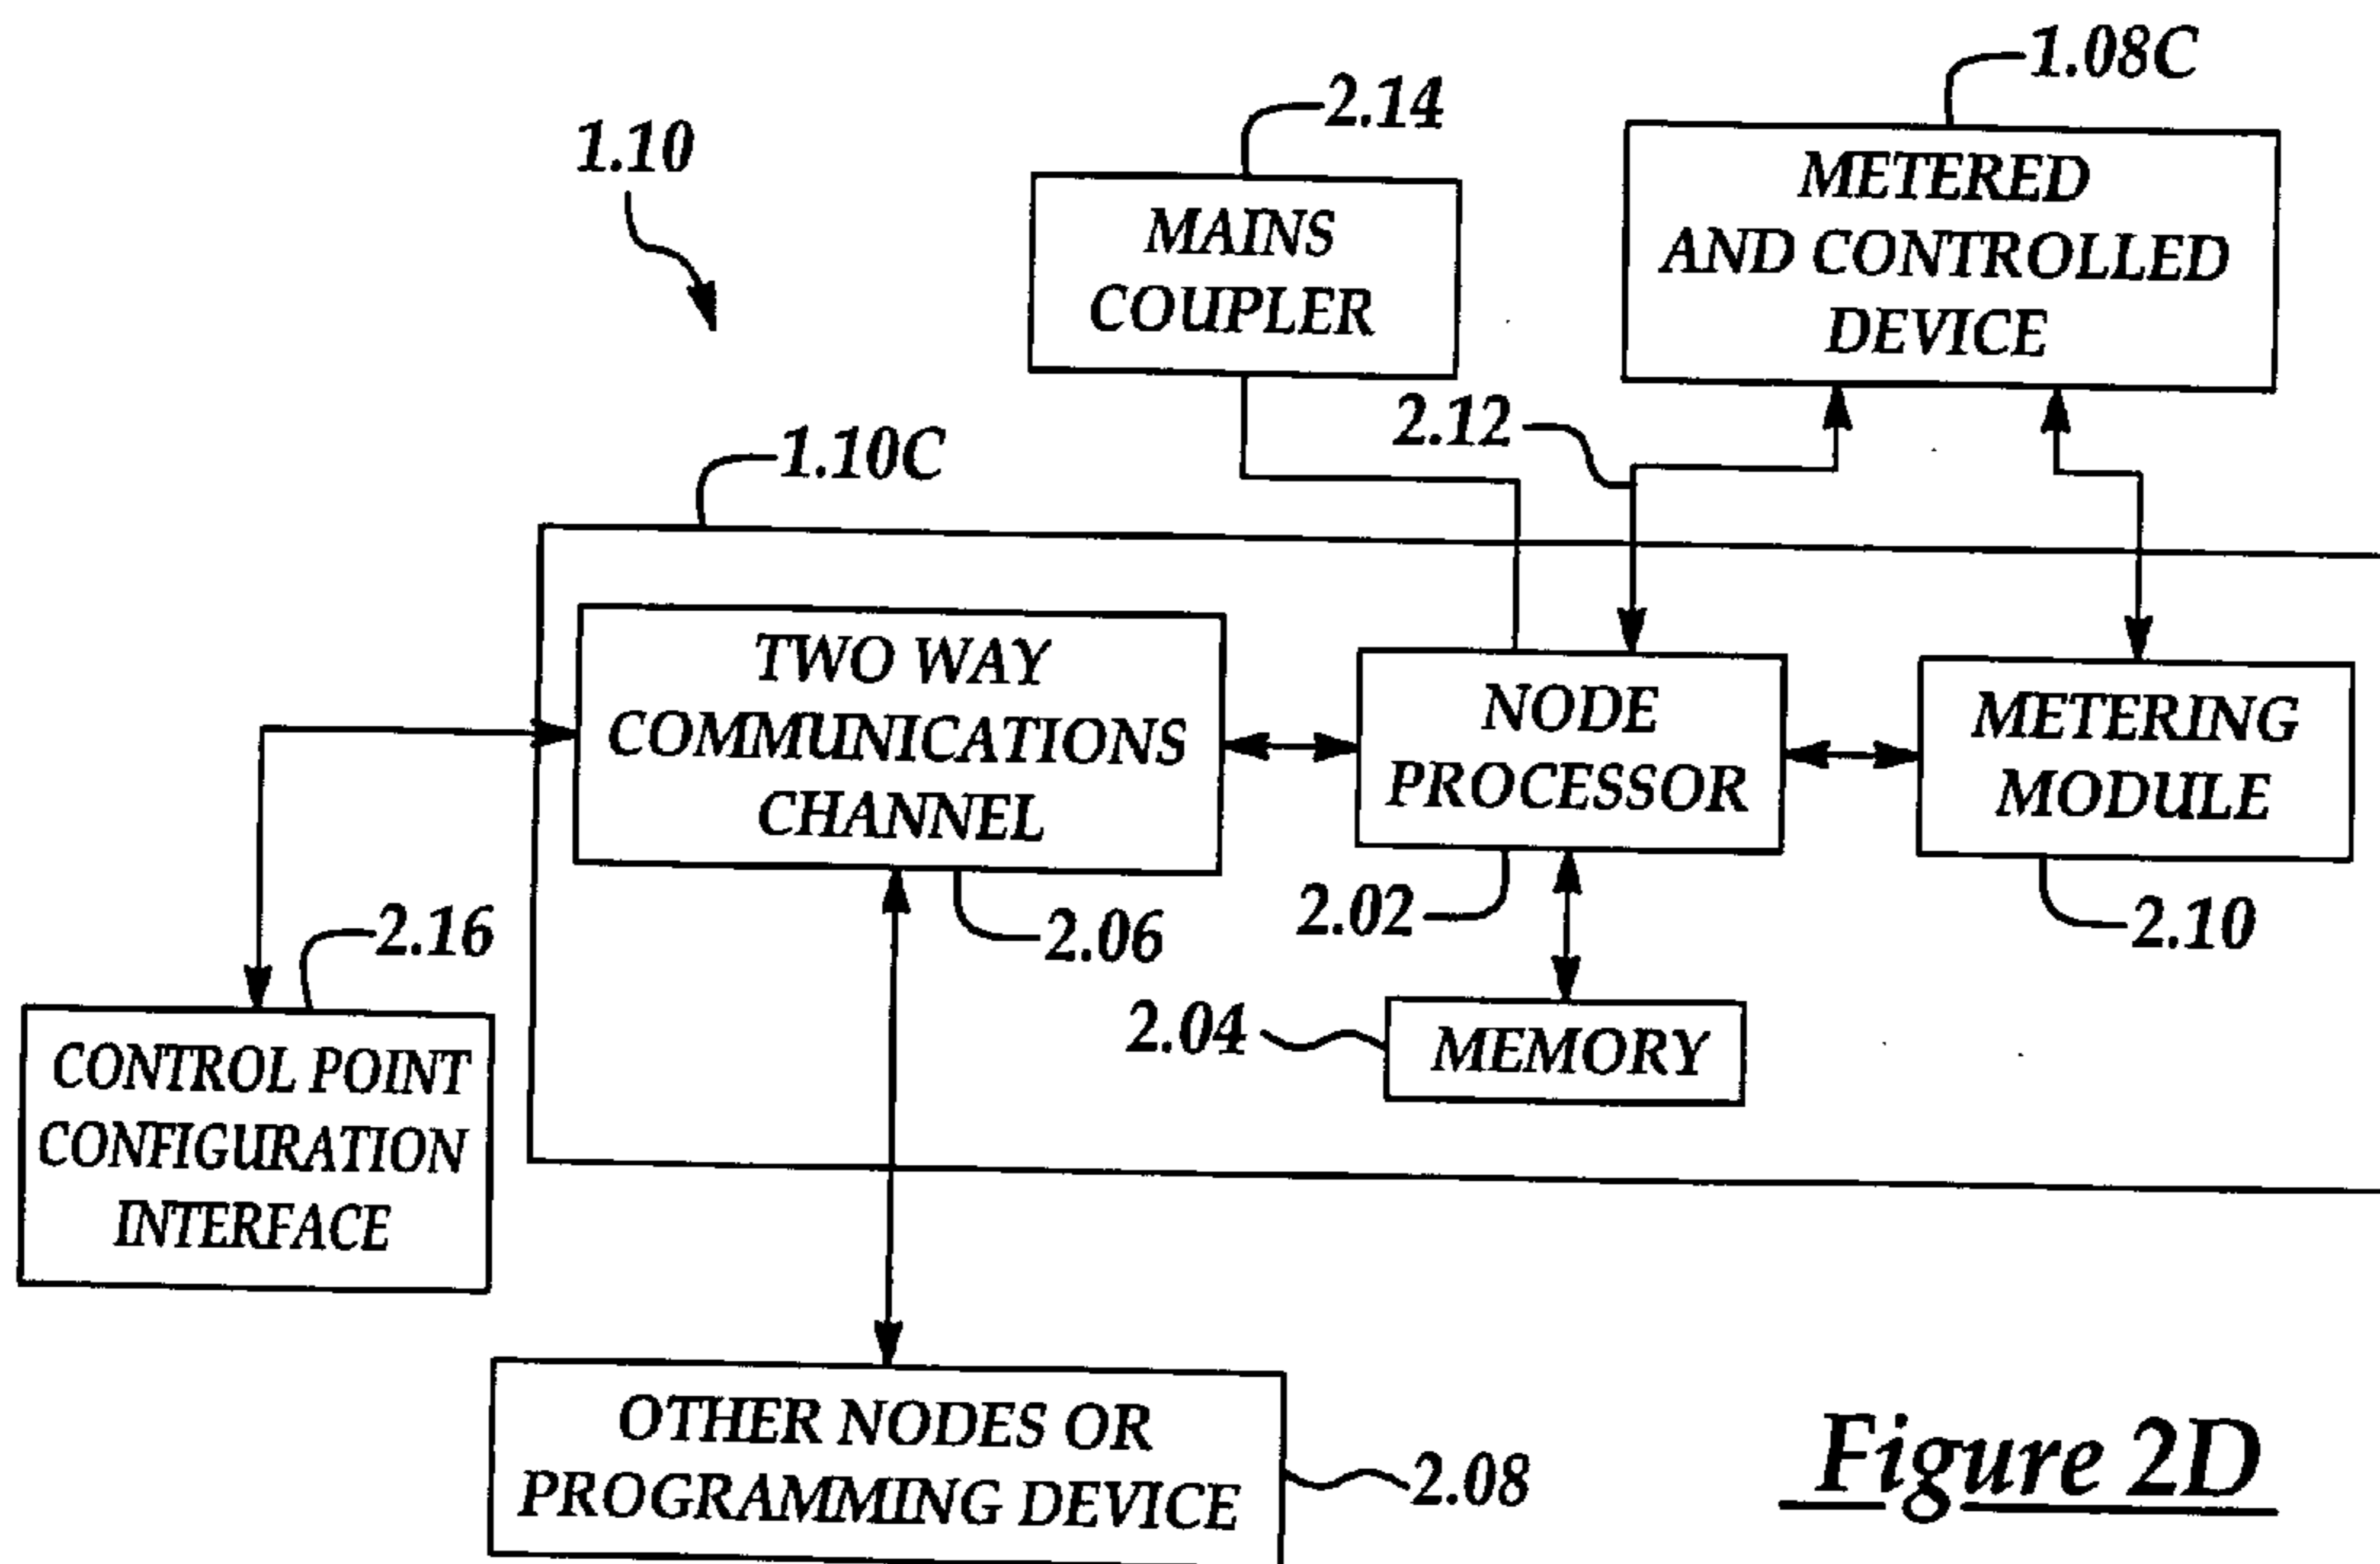 1.08C
2.14
1.10
METERED
AND CONTROLLED
DEVICE
MAINS
COUPLER
2.12
1.10C
TWO WAY
COMMUNICATIONS
CHANNEL
NODE
PROCESSOR
METERING
MODULE
2.02
2.10
2.16
2.06
2.04
MEMORY
CONTROL POINT
CONFIGURATION
INTERFACE
OTHER NODES OR
PROGRAMMING DEVICE
2.08
Figure 2D